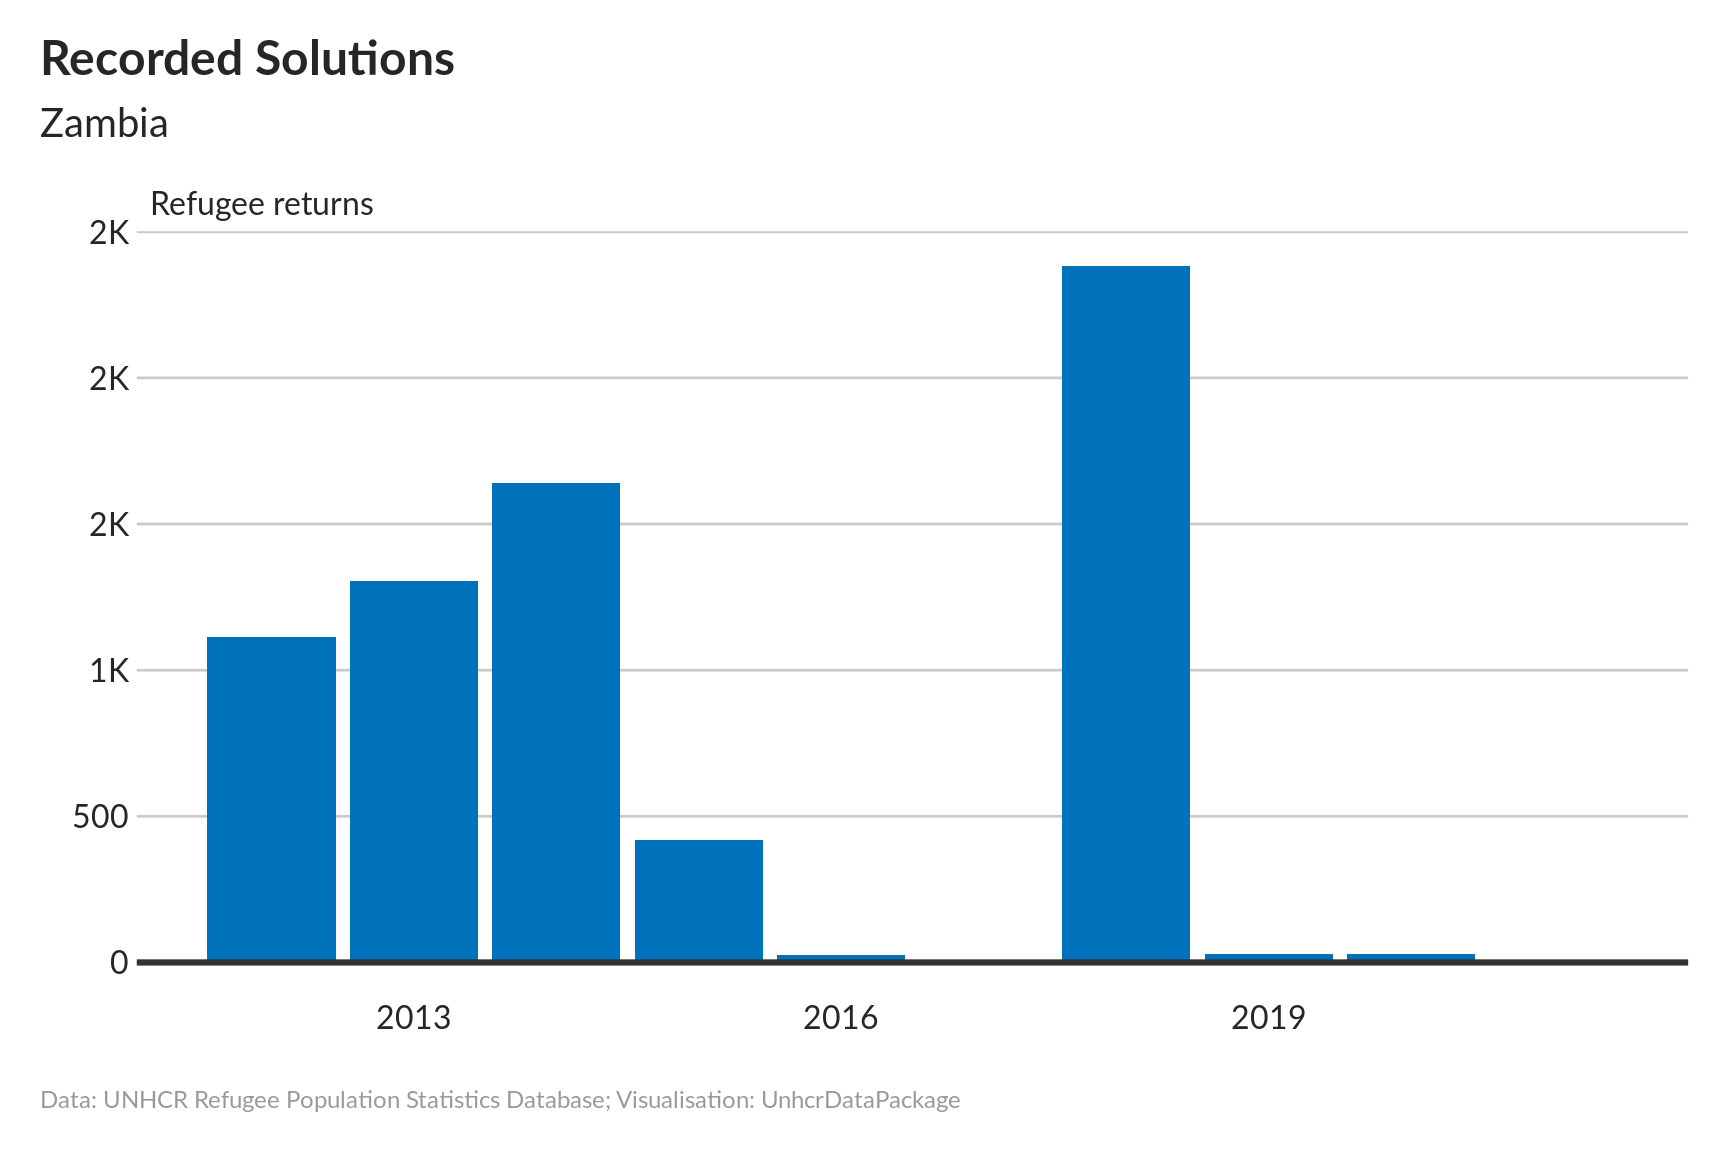 Recorded Solutions
Zambia
Refugee returns
2K
2K
2K
1K
500
0
2013 2016 2019
Data: UNHCR Refugee Population Statistics Database; Visualisation: UnhcrDataPackage